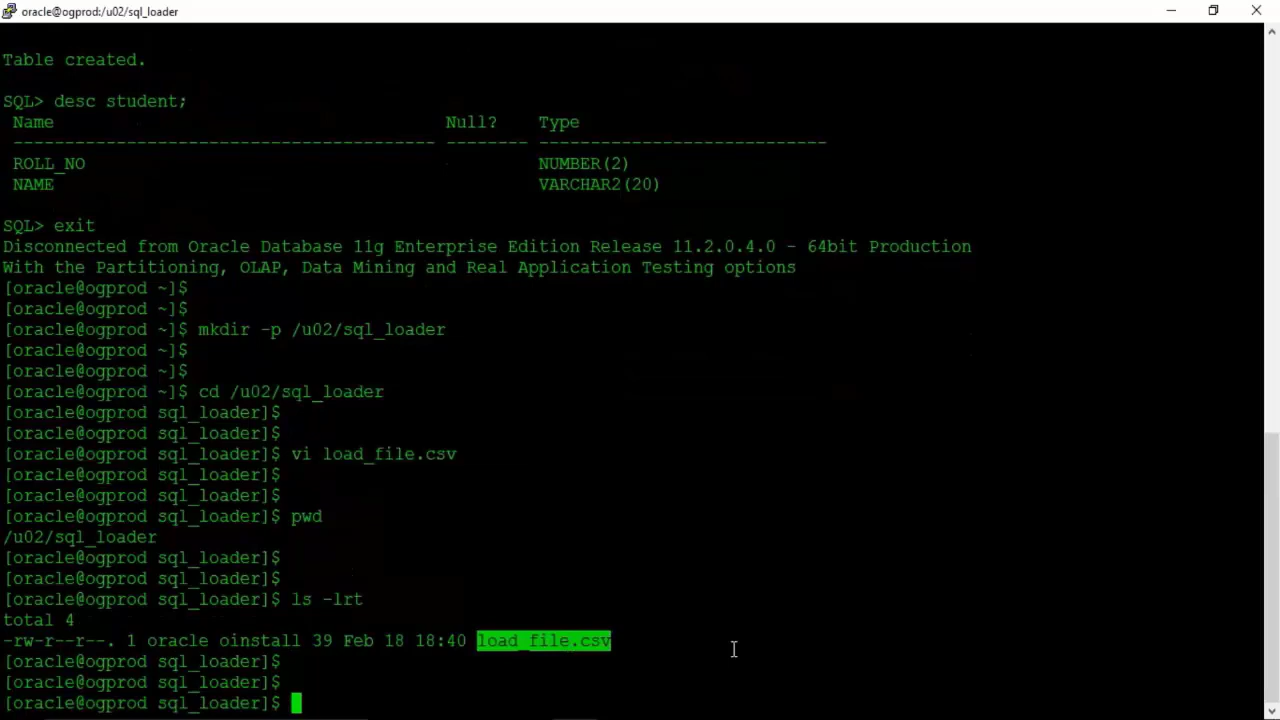 oracle@ogprod:/u02/sql_loader
Table created.
SQL> desc student;
Name Null? Type
----------------------------------------- -------- ----------------------------
ROLL_NO NUMBER(2)
NAME VARCHAR2(20)
SQL> exit
Disconnected from Oracle Database 11g Enterprise Edition Release 11.2.0.4.0 - 64bit Production
With the Partitioning, OLAP, Data Mining and Real Application Testing options
[oracle@ogprod ~]$
[oracle@ogprod ~]$
[oracle@ogprod ~]$ mkdir -p /u02/sql_loader
[oracle@ogprod ~]$
[oracle@ogprod ~]$
[oracle@ogprod ~]$ cd /u02/sql_loader
[oracle@ogprod sql_loader]$
[oracle@ogprod sql_loader]$
[oracle@ogprod sql_loader]$ vi load_file.csv
[oracle@ogprod sql_loader]$
[oracle@ogprod sql_loader]$
[oracle@ogprod sql_loader]$ pwd
/u02/sql_loader
[oracle@ogprod sql_loader]$
[oracle@ogprod sql_loader]$
[oracle@ogprod sql_loader]$ ls -lrt
total 4
-rw-r--r--. 1 oracle oinstall 39 Feb 18 18:40 load_file.csv
[oracle@ogprod sql_loader]$
[oracle@ogprod sql_loader]$
[oracle@ogprod sql_loader]$